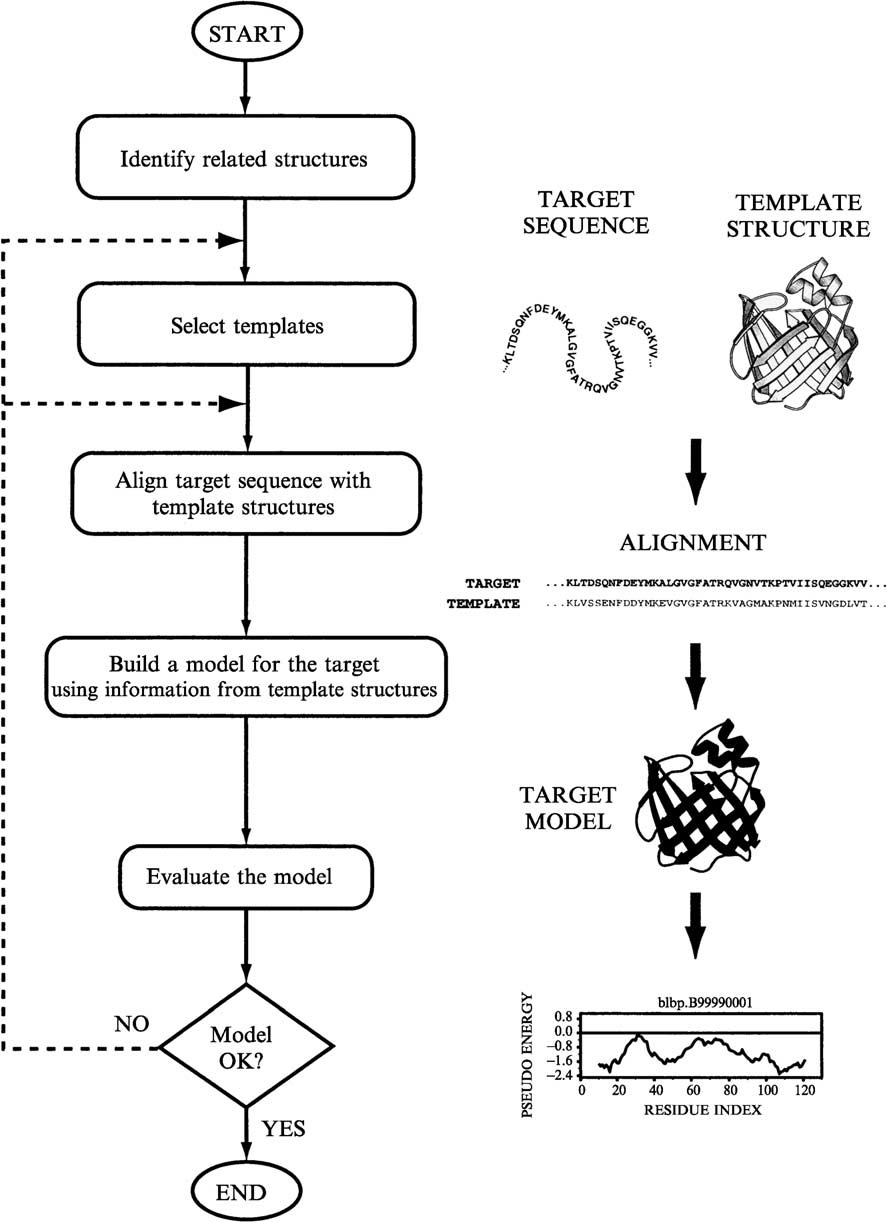 START
Identify related structures
Select templates
Align target sequence with
template structures
Build a model for the target
using information from template structures
Evaluate the model
Model
OK?
NO
YES
END
TARGET
SEQUENCE
TEMPLATE
STRUCTURE
...KLTDSQNFDEYMKALGVGFATRQVGNVTKPTVIISQEGGKVV...
ALIGNMENT
TARGET ...KLTDSQNFDEYMKALGVGFATRQVGNVTKPTVIISQEGGKVV...
TEMPLATE ...KLVSSENFDDYMKEVGVGFATRKVAGMAKPNMIISVNGDLVT...
TARGET
MODEL
blbp.B99990001
PSEUDO ENERGY
0.8
0.0
−0.8
−1.6
−2.4
0 20 40 60 80 100 120
RESIDUE INDEX